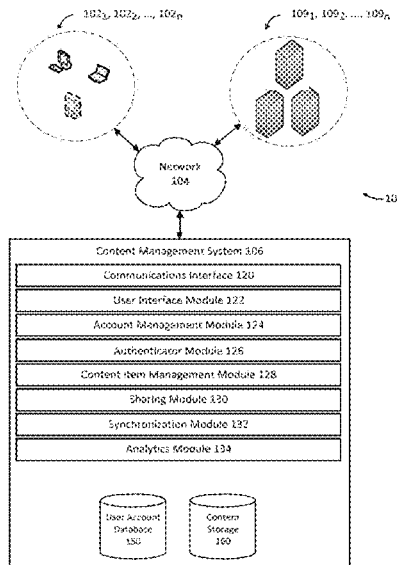 102₁, 102₂, ..., 102ₙ
109₁, 109₂, ..., 109ₙ
Network
104
10
Content Management System 106
Communications Interface 120
User Interface Module 122
Account Management Module 124
Authenticator Module 126
Content Item Management Module 128
Sharing Module 130
Synchronization Module 132
Analytics Module 134
User Account
Database
150
Content
Storage
160